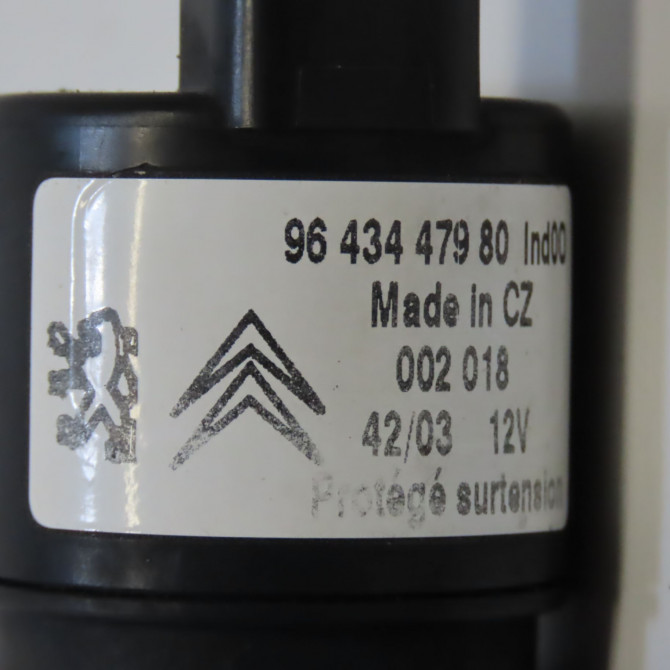 96 434 479 80 Ind00
Made in CZ
002 018
42/03 12V
Protégé surtension